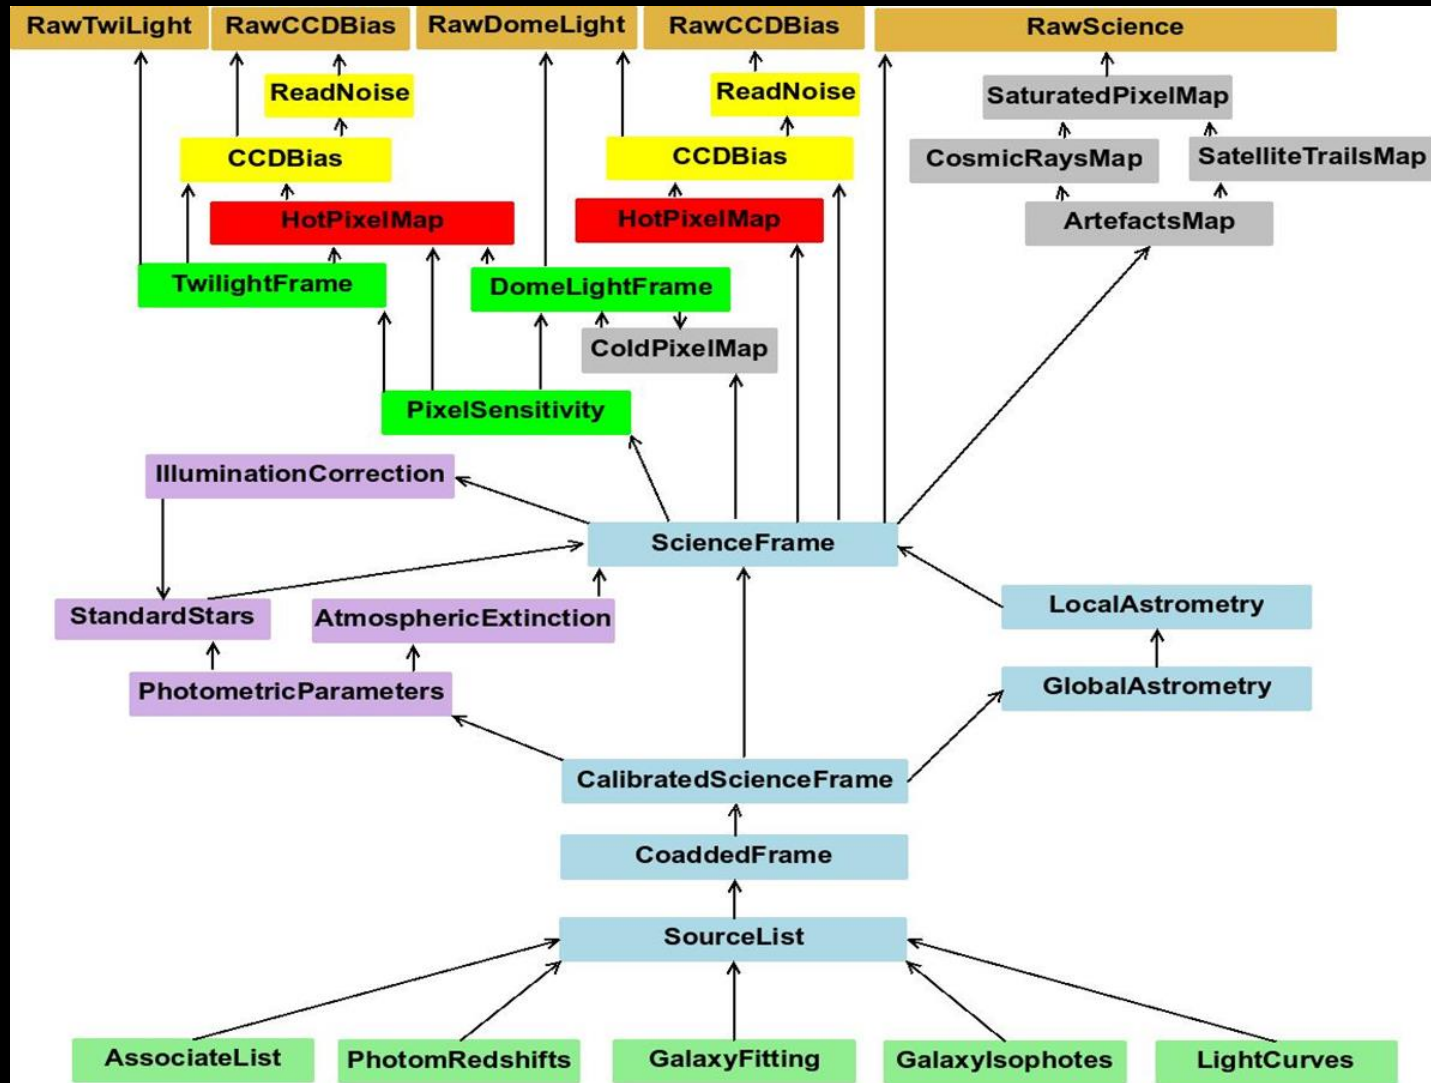 RawTwiLight
RawCCDBias
RawDomeLight
RawCCDBias
RawScience
ReadNoise
ReadNoise
SaturatedPixelMap
CCDBias
CCDBias
CosmicRaysMap
SatelliteTrailsMap
HotPixelMap
HotPixelMap
ArtefactsMap
TwilightFrame
DomeLightFrame
ColdPixelMap
PixelSensitivity
IlluminationCorrection
ScienceFrame
StandardStars
AtmosphericExtinction
LocalAstrometry
PhotometricParameters
GlobalAstrometry
CalibratedScienceFrame
CoaddedFrame
SourceList
AssociateList
PhotomRedshifts
GalaxyFitting
GalaxyIsophotes
LightCurves